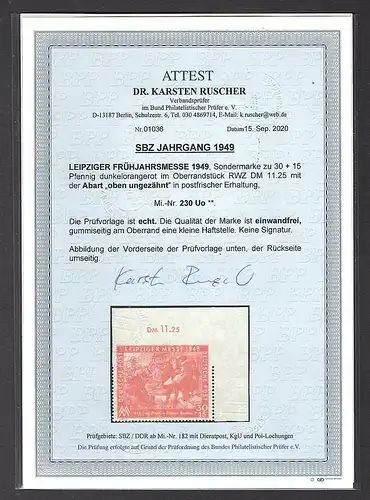 ATTEST
DR. KARSTEN RUSCHER
Verbandsprüfer
im Bund Philatelistischer Prüfer e. V.
D-13187 Berlin, Schulzestr. 6, Tel. 030 4869714, E-Mail: k.ruscher@web.de
Nr.01036 Datum15. Sep. 2020
SBZ JAHRGANG 1949
LEIPZIGER FRÜHJAHRSMESSE 1949, Sondermarke zu 30 + 15
Pfennig dunkelorangerot im Oberrandstück RWZ DM 11.25 mit
der Abart „oben ungezähnt" in postfrischer Erhaltung,
Mi.-Nr. 230 Uo **.
Die Prüfvorlage ist echt. Die Qualität der Marke ist einwandfrei,
gummiseitig am Oberrand eine kleine Haftstelle. Keine Signatur.
Abbildung der Vorderseite der Prüfvorlage unten, der Rückseite
umseitig.
DM 11.25
LEIPZIGER MESSE 1949
DEUTSCHE POST
30
Prüfgebiete: SBZ / DDR ab Mi.-Nr. 182 mit Dienstpost, KgU und Pol-Lochungen
Die Prüfung erfolgte auf Grund der Prüfordnung des Bundes Philatelistischer Prüfer e. V.